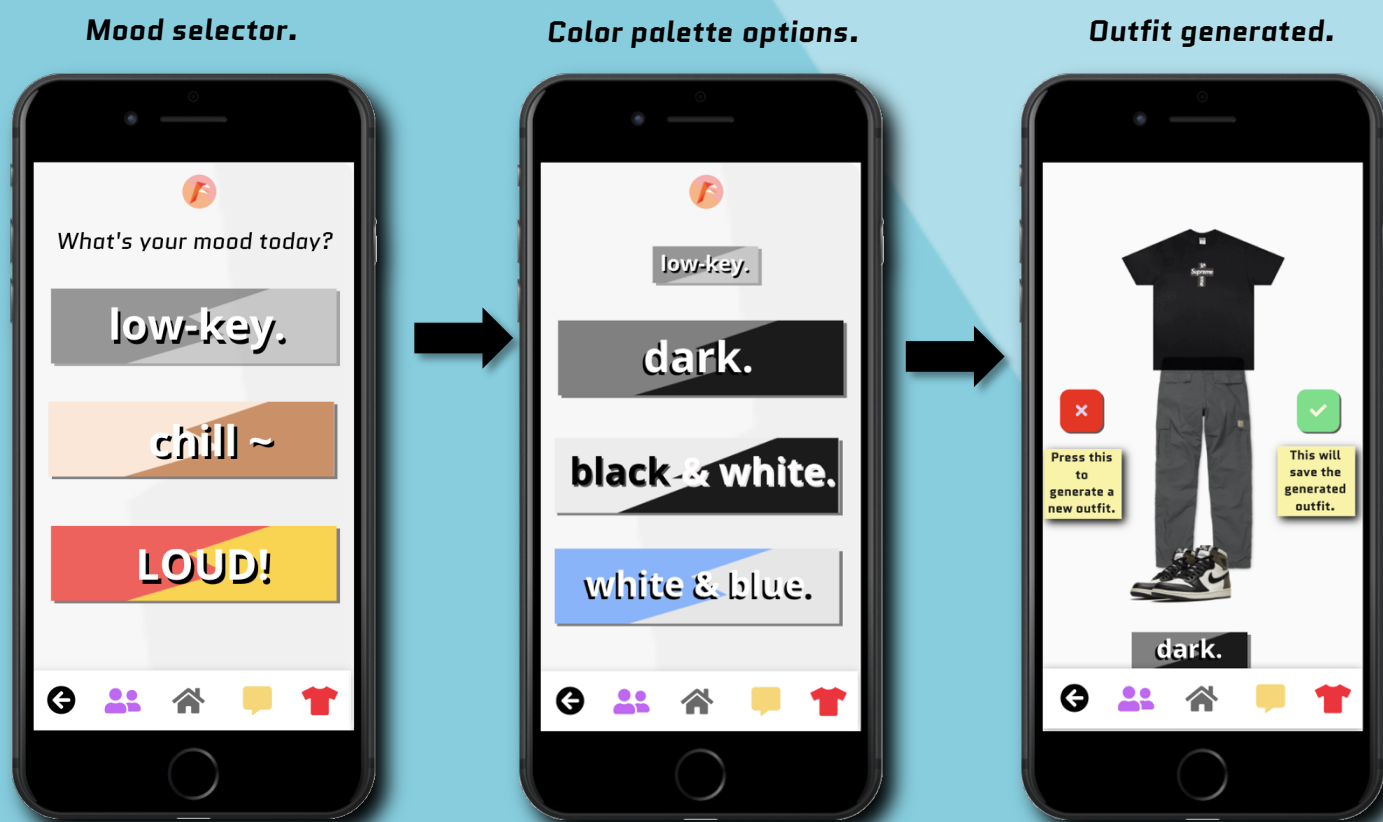 Mood selector.
Color palette options.
Outfit generated.
What's your mood today?
low-key.
chill ~
LOUD!
low-key.
dark.
black & white.
white & blue.
Supreme
Press this
to
generate a
new outfit.
This will
save the
generated
outfit.
dark.